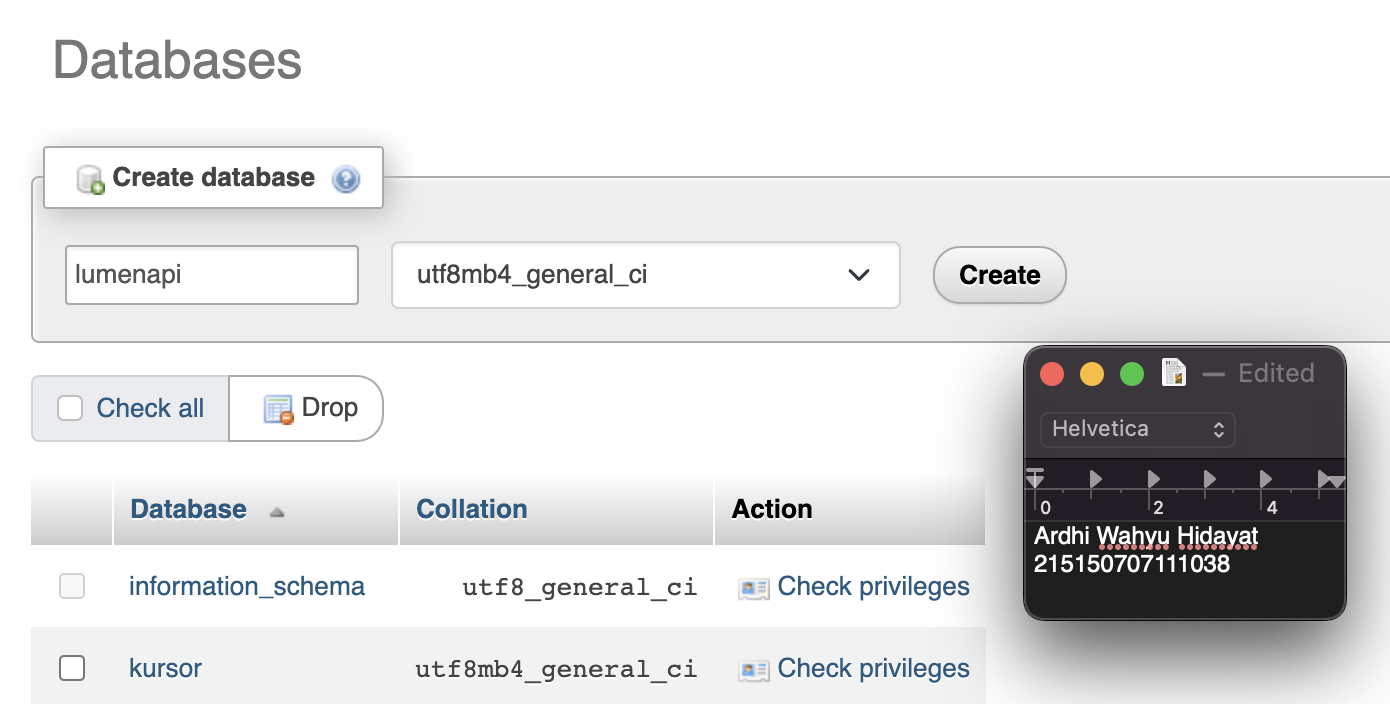 Databases
Create database
lumenapi
utf8mb4_general_ci
Create
Check all
Drop
Database
Collation
Action
information_schema
utf8_general_ci
Check privileges
kursor
utf8mb4_general_ci
Check privileges
— Edited
Helvetica
0 2 4
Ardhi Wahyu Hidayat
215150707111038